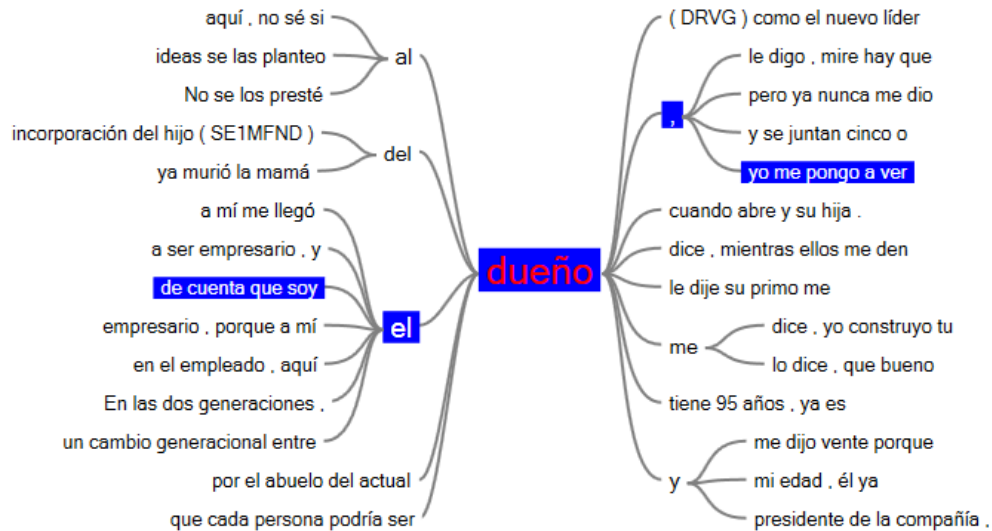 aquí , no sé si
ideas se las planteo
No se los presté
al
incorporación del hijo ( SE1MFND )
ya murió la mamá
del
a mí me llegó
a ser empresario , y
de cuenta que soy
empresario , porque a mí
en el empleado , aquí
En las dos generaciones ,
un cambio generacional entre
el
por el abuelo del actual
que cada persona podría ser
dueño
( DRVG ) como el nuevo líder
,
le digo , mire hay que
pero ya nunca me dio
y se juntan cinco o
yo me pongo a ver
cuando abre y su hija .
dice , mientras ellos me den
le dije su primo me
me
dice , yo construyo tu
lo dice , que bueno
tiene 95 años , ya es
y
me dijo vente porque
mi edad , él ya
presidente de la compañía ,